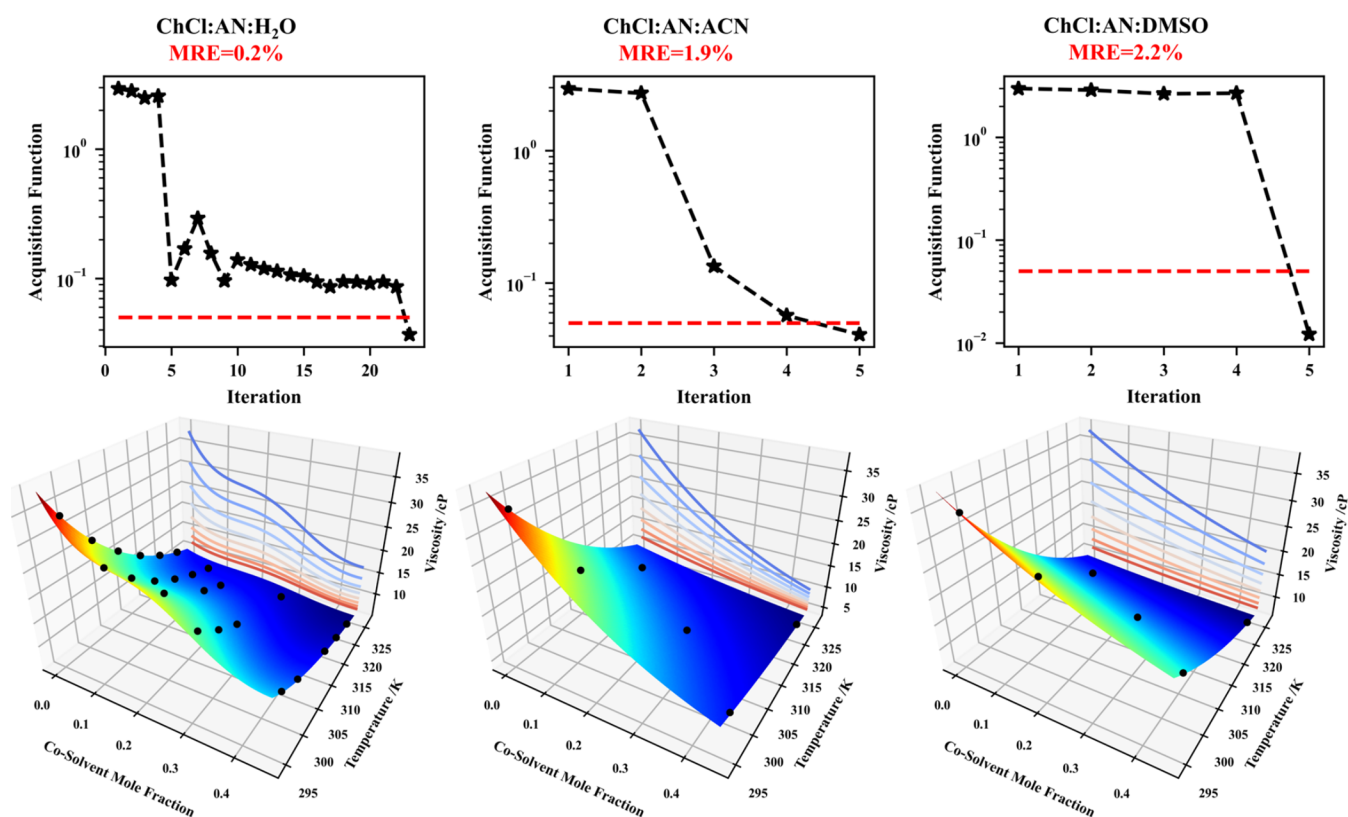 ChCl:AN:H₂O
MRE=0.2%
Acquisition Function
10⁰
10⁻¹
0 5 10 15 20
Iteration
ChCl:AN:ACN
MRE=1.9%
Acquisition Function
10⁰
10⁻¹
1 2 3 4 5
Iteration
ChCl:AN:DMSO
MRE=2.2%
Acquisition Function
10⁰
10⁻¹
10⁻²
1 2 3 4 5
Iteration
35
30
25
20
15
10
Viscosity /cP
325
320
315
310
305
300
295
Temperature /K
0.0
0.1
0.2
0.3
0.4
Co-Solvent Mole Fraction
35
30
25
20
15
10
5
Viscosity /cP
325
320
315
310
305
300
295
Temperature /K
0.0
0.1
0.2
0.3
0.4
Co-Solvent Mole Fraction
35
30
25
20
15
10
Viscosity /cP
325
320
315
310
305
300
295
Temperature /K
0.0
0.1
0.2
0.3
0.4
Co-Solvent Mole Fraction